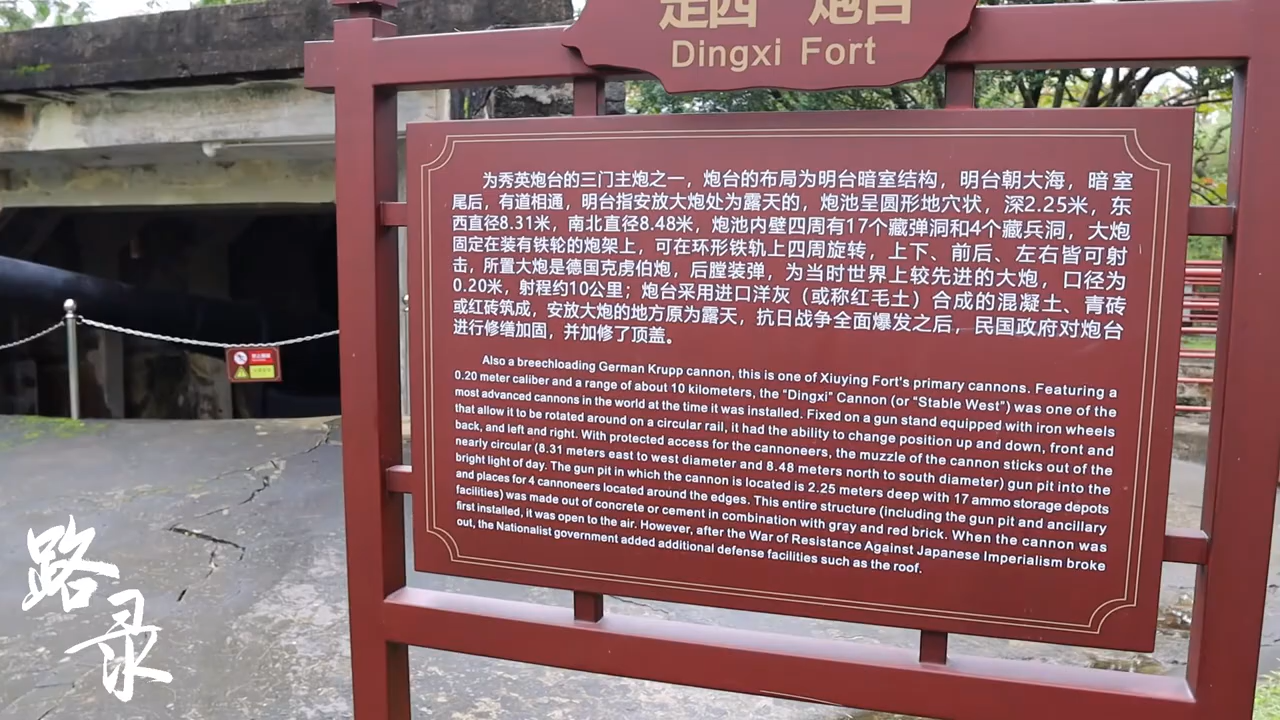 定西 炮台
Dingxi Fort
为秀英炮台的三门主炮之一，炮台的布局为明台暗室结构，明台朝大海，暗室
尾后，有道相通，明台指安放大炮处为露天的，炮池呈圆形地穴状，深2.25米，东
西直径8.31米，南北直径8.48米，炮池内壁四周有17个藏弹洞和4个藏兵洞，大炮
固定在装有铁轮的炮架上，可在环形铁轨上四周旋转，上下、前后、左右皆可射
击，所置大炮是德国克虏伯炮，后膛装弹，为当时世界上较先进的大炮，口径为
0.20米，射程约10公里；炮台采用进口洋灰（或称红毛土）合成的混凝土、青砖
或红砖筑成，安放大炮的地方原为露天，抗日战争全面爆发之后，民国政府对炮台
进行修缮加固，并加修了顶盖。
Also a breechloading German Krupp cannon, this is one of Xiuying Fort's primary cannons. Featuring a
0.20 meter caliber and a range of about 10 kilometers, the "Dingxi" Cannon (or "Stable West") was one of the
most advanced cannons in the world at the time it was installed. Fixed on a gun stand equipped with iron wheels
that allow it to be rotated around on a circular rail, it had the ability to change position up and down, front and
back, and left and right. With protected access for the cannoneers, the muzzle of the cannon sticks out of the
nearly circular (8.31 meters east to west diameter and 8.48 meters north to south diameter) gun pit into the
bright light of day. The gun pit in which the cannon is located is 2.25 meters deep with 17 ammo storage depots
and places for 4 cannoneers located around the edges. This entire structure (including the gun pit and ancillary
facilities) was made out of concrete or cement in combination with gray and red brick. When the cannon was
first installed, it was open to the air. However, after the War of Resistance Against Japanese Imperialism broke
out, the Nationalist government added additional defense facilities such as the roof.
路
录